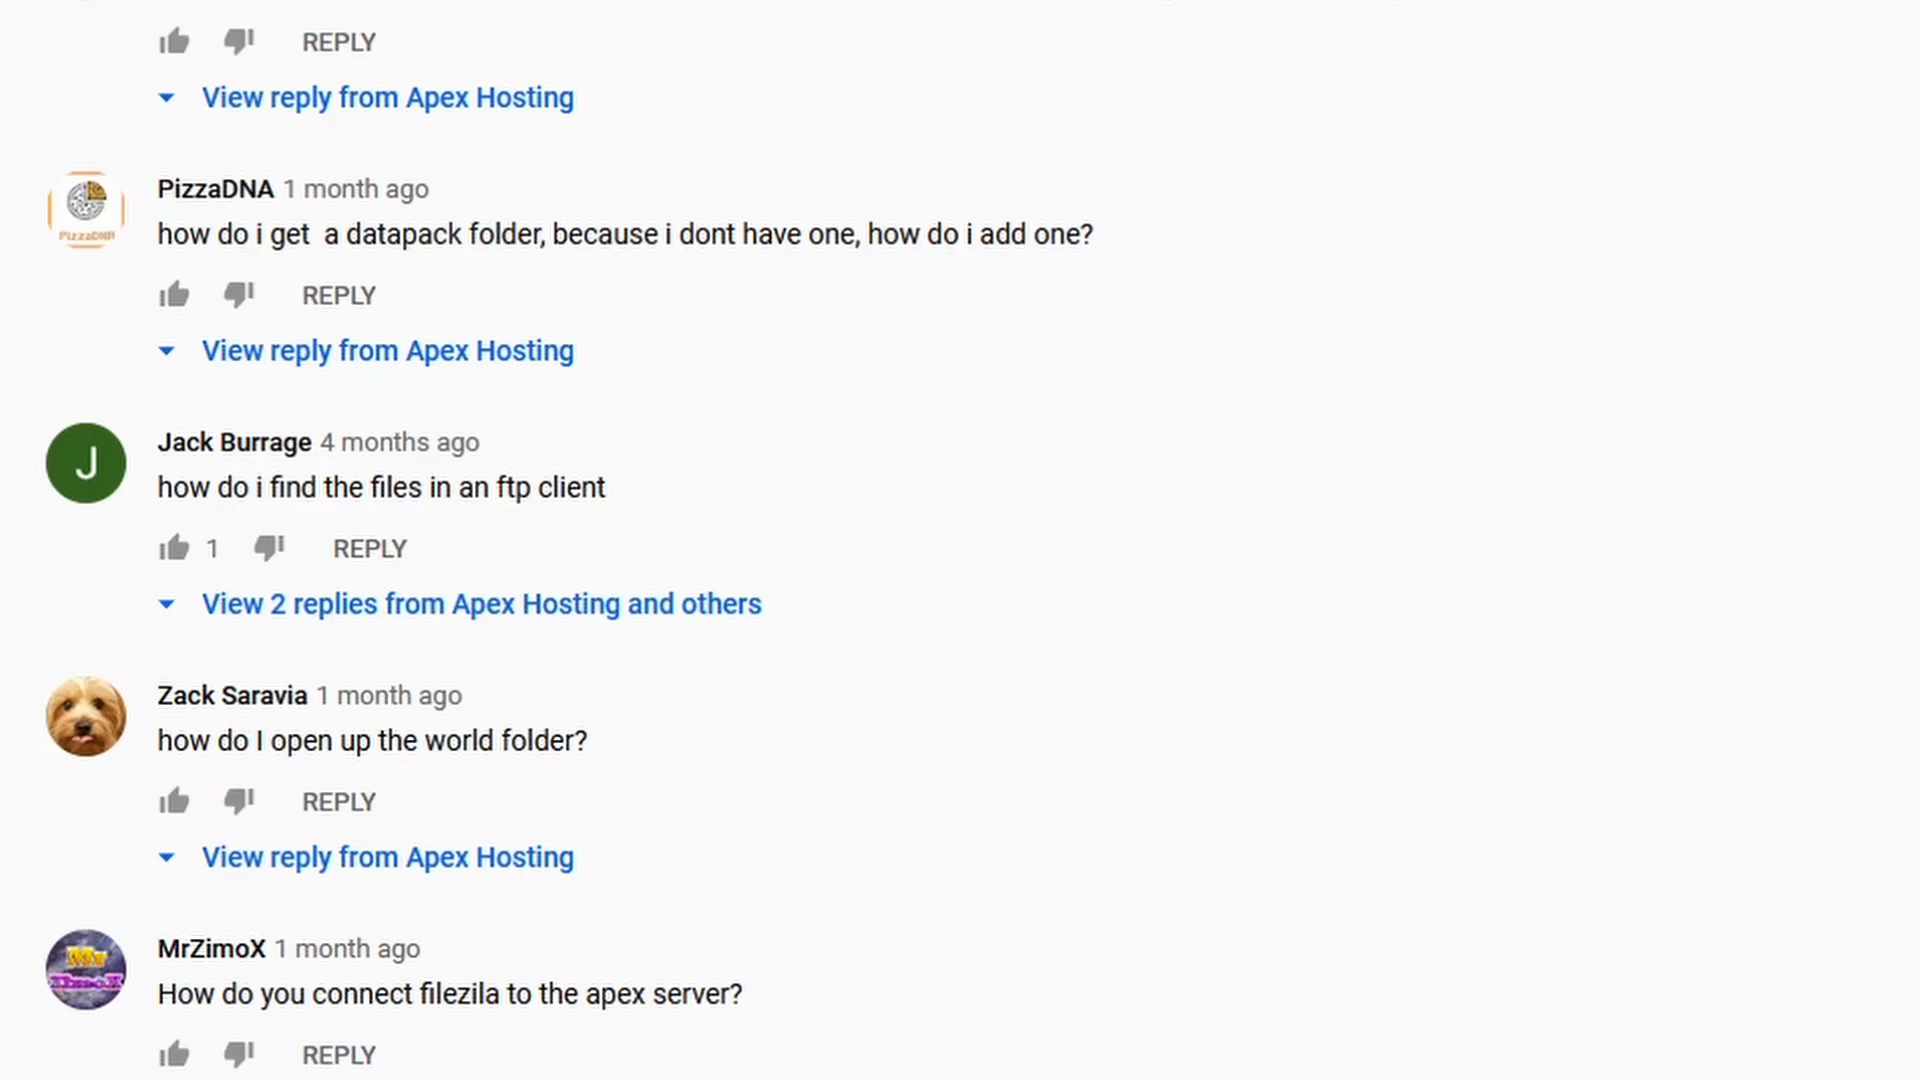 REPLY
View reply from Apex Hosting
PizzaDNA 1 month ago
PizzaDNA
how do i get  a datapack folder, because i dont have one, how do i add one?
REPLY
View reply from Apex Hosting
J
Jack Burrage 4 months ago
how do i find the files in an ftp client
1 REPLY
View 2 replies from Apex Hosting and others
Zack Saravia 1 month ago
how do I open up the world folder?
REPLY
View reply from Apex Hosting
MrZimoX 1 month ago
Mr
ZimoX
How do you connect filezila to the apex server?
REPLY